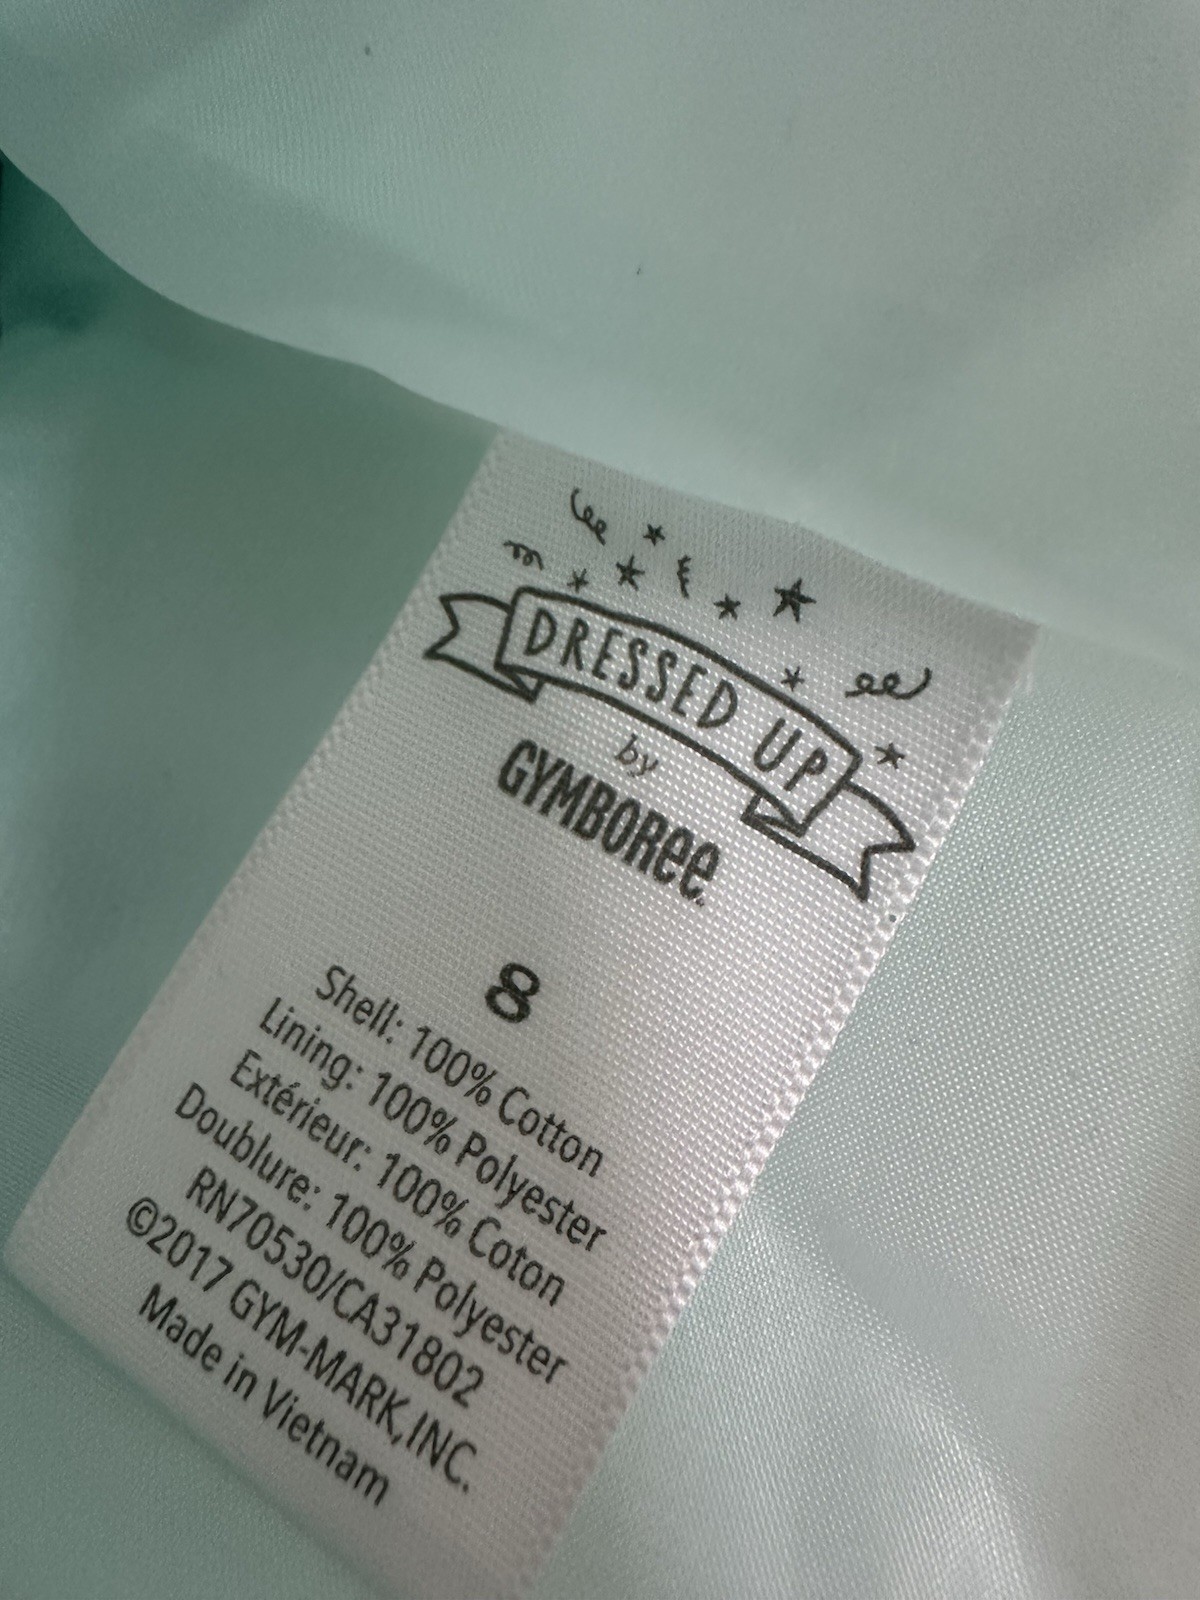 DRESSED UP
by
GYMBOREE
8
Shell: 100% Cotton
Lining: 100% Polyester
Extérieur: 100% Coton
Doublure: 100% Polyester
RN70530/CA31802
©2017 GYM-MARK,INC.
Made in Vietnam